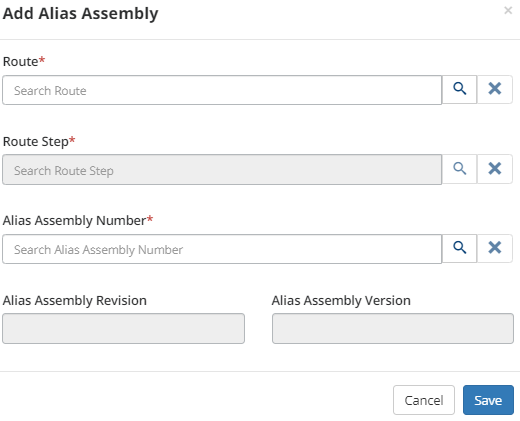 Add Alias Assembly
×
Route*
Search Route
Route Step*
Search Route Step
Alias Assembly Number*
Search Alias Assembly Number
Alias Assembly Revision Alias Assembly Version
Cancel Save